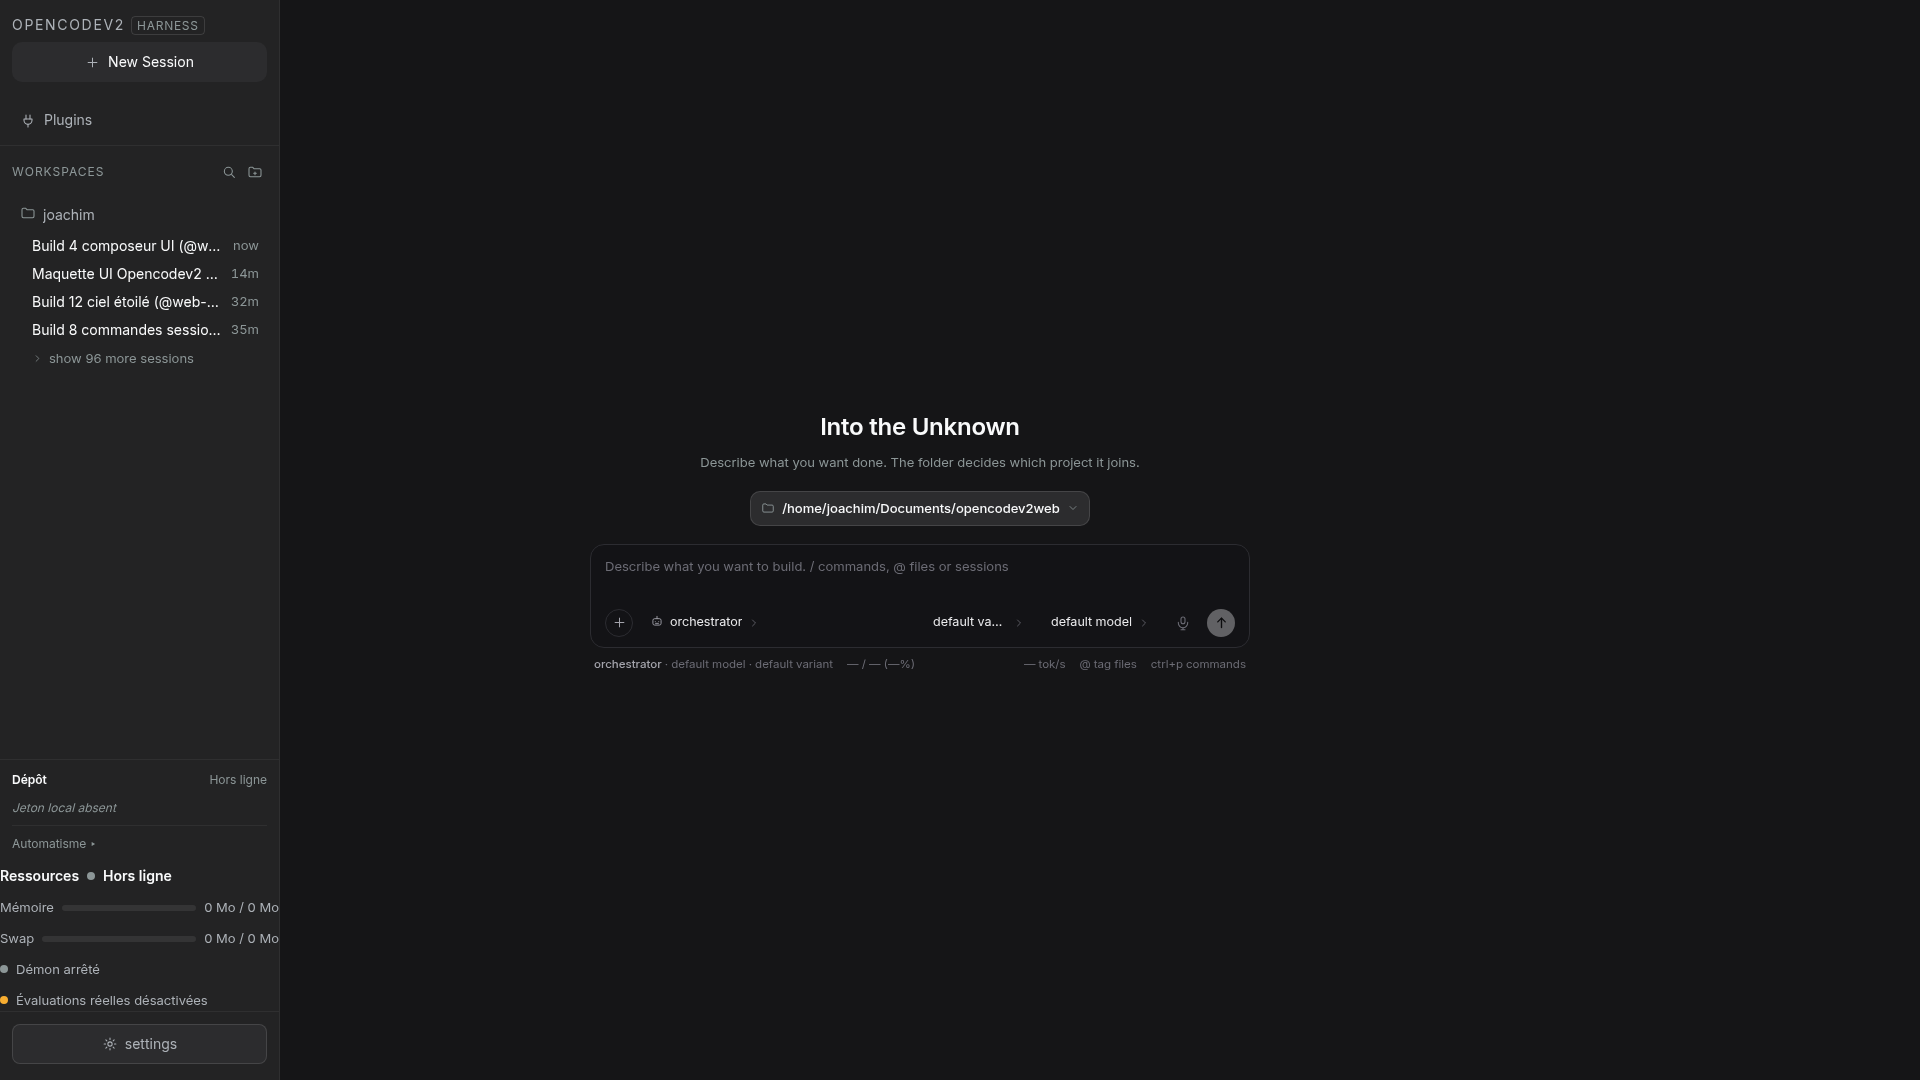 OPENCODEV2 HARNESS
New Session
Plugins
WORKSPACES
joachim
Build 4 composeur UI (@w... now
Maquette UI Opencodev2 ... 14m
Build 12 ciel étoilé (@web-... 32m
Build 8 commandes sessio... 35m
show 96 more sessions
Dépôt Hors ligne
Jeton local absent
Automatisme
Ressources Hors ligne
Mémoire 0 Mo / 0 Mo
Swap 0 Mo / 0 Mo
Démon arrêté
Évaluations réelles désactivées
settings
Into the Unknown
Describe what you want done. The folder decides which project it joins.
/home/joachim/Documents/opencodev2web
Describe what you want to build. / commands, @ files or sessions
orchestrator default va... default model
orchestrator · default model · default variant — / — (—%) — tok/s @ tag files ctrl+p commands